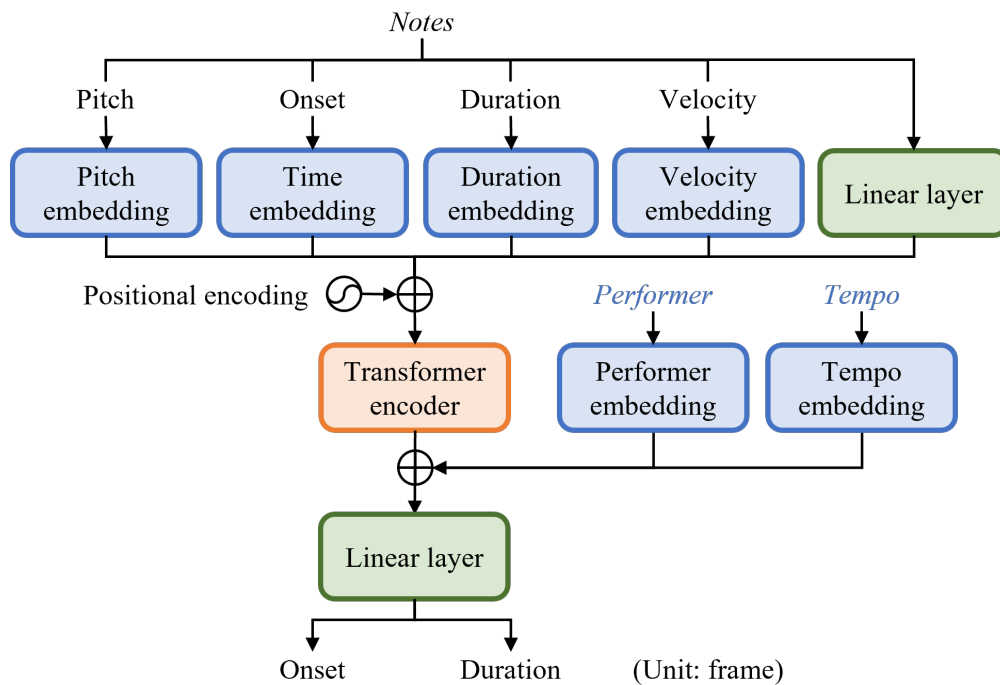 Notes
Pitch
Onset
Duration
Velocity
Pitch
embedding
Time
embedding
Duration
embedding
Velocity
embedding
Linear layer
Positional encoding
Performer
Tempo
Transformer
encoder
Performer
embedding
Tempo
embedding
Linear layer
Onset
Duration
(Unit: frame)